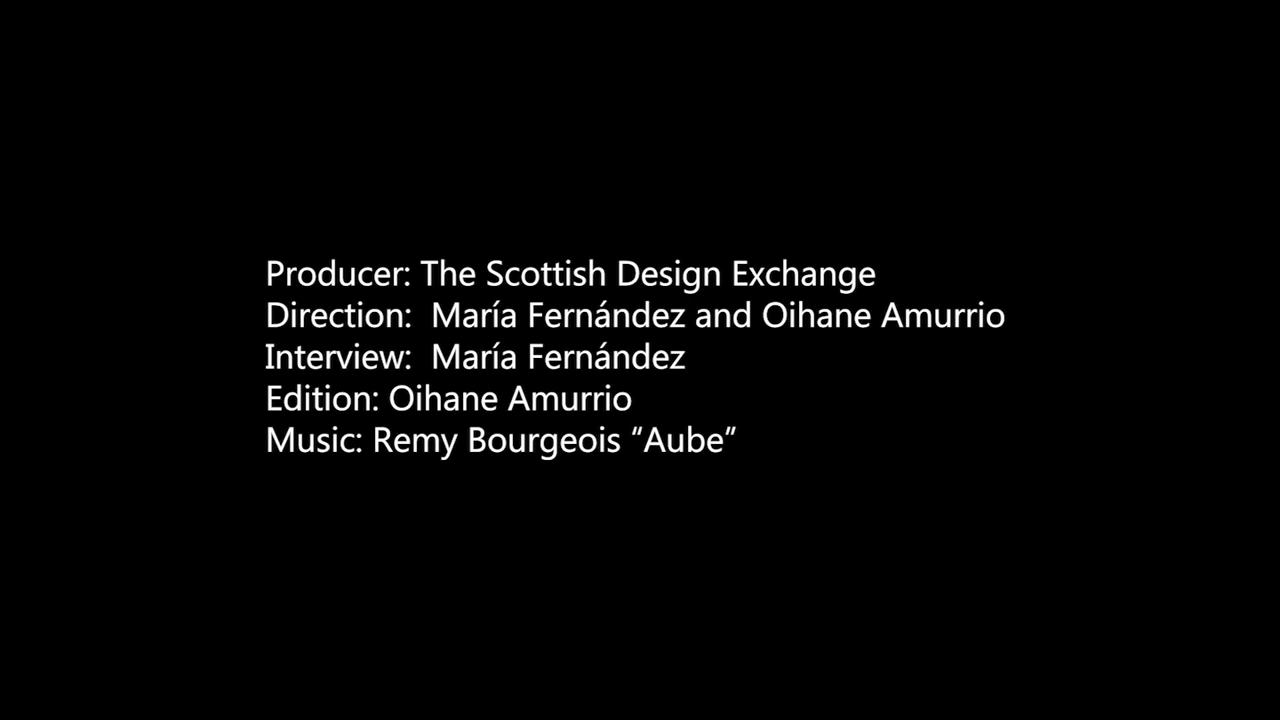 Producer: The Scottish Design Exchange
Direction:  María Fernández and Oihane Amurrio
Interview:  María Fernández
Edition: Oihane Amurrio
Music: Remy Bourgeois “Aube”